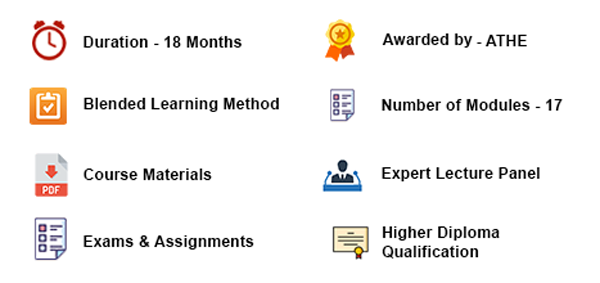 Duration - 18 Months
Awarded by - ATHE
Blended Learning Method
Number of Modules - 17
PDF
Course Materials
Expert Lecture Panel
Exams & Assignments
Higher Diploma
Qualification